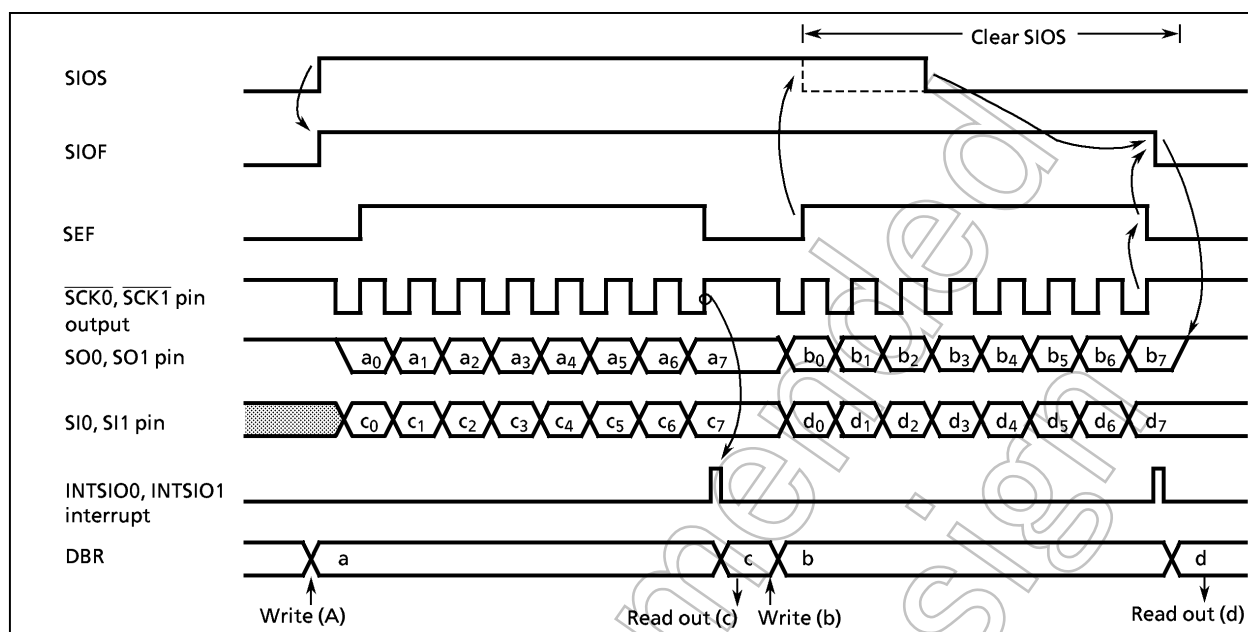 Clear SIOS
SIOS
SIOF
SEF
SCK0, SCK1 pin
output
SO0, SO1 pin
a0 a1 a2 a3 a4 a5 a6 a7 b0 b1 b2 b3 b4 b5 b6 b7
SI0, SI1 pin
c0 c1 c2 c3 c4 c5 c6 c7 d0 d1 d2 d3 d4 d5 d6 d7
INTSIO0, INTSIO1
interrupt
DBR
a c b d
Write (A) Read out (c) Write (b) Read out (d)
mended
sign